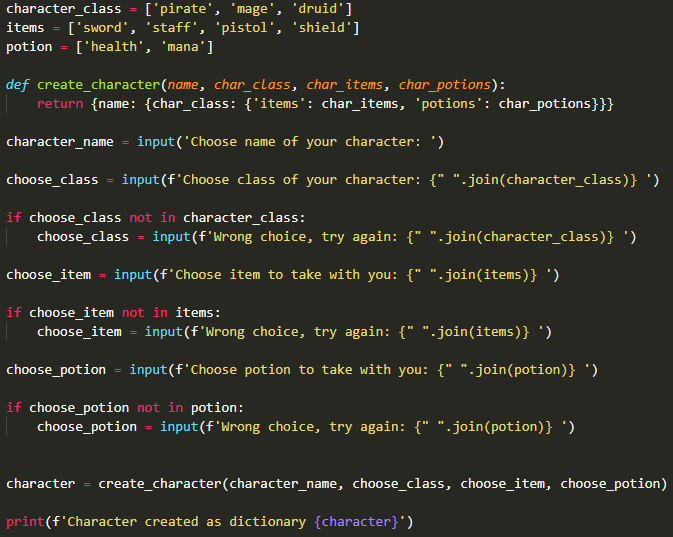 character_class = ['pirate', 'mage', 'druid']
items = ['sword', 'staff', 'pistol', 'shield']
potion = ['health', 'mana']
def create_character(name, char_class, char_items, char_potions):
    return {name: {char_class: {'items': char_items, 'potions': char_potions}}}
character_name = input('Choose name of your character: ')
choose_class = input(f'Choose class of your character: {" ".join(character_class)} ')
if choose_class not in character_class:
    choose_class = input(f'Wrong choice, try again: {" ".join(character_class)} ')
choose_item = input(f'Choose item to take with you: {" ".join(items)} ')
if choose_item not in items:
    choose_item = input(f'Wrong choice, try again: {" ".join(items)} ')
choose_potion = input(f'Choose potion to take with you: {" ".join(potion)} ')
if choose_potion not in potion:
    choose_potion = input(f'Wrong choice, try again: {" ".join(potion)} ')
character = create_character(character_name, choose_class, choose_item, choose_potion)
print(f'Character created as dictionary {character}')